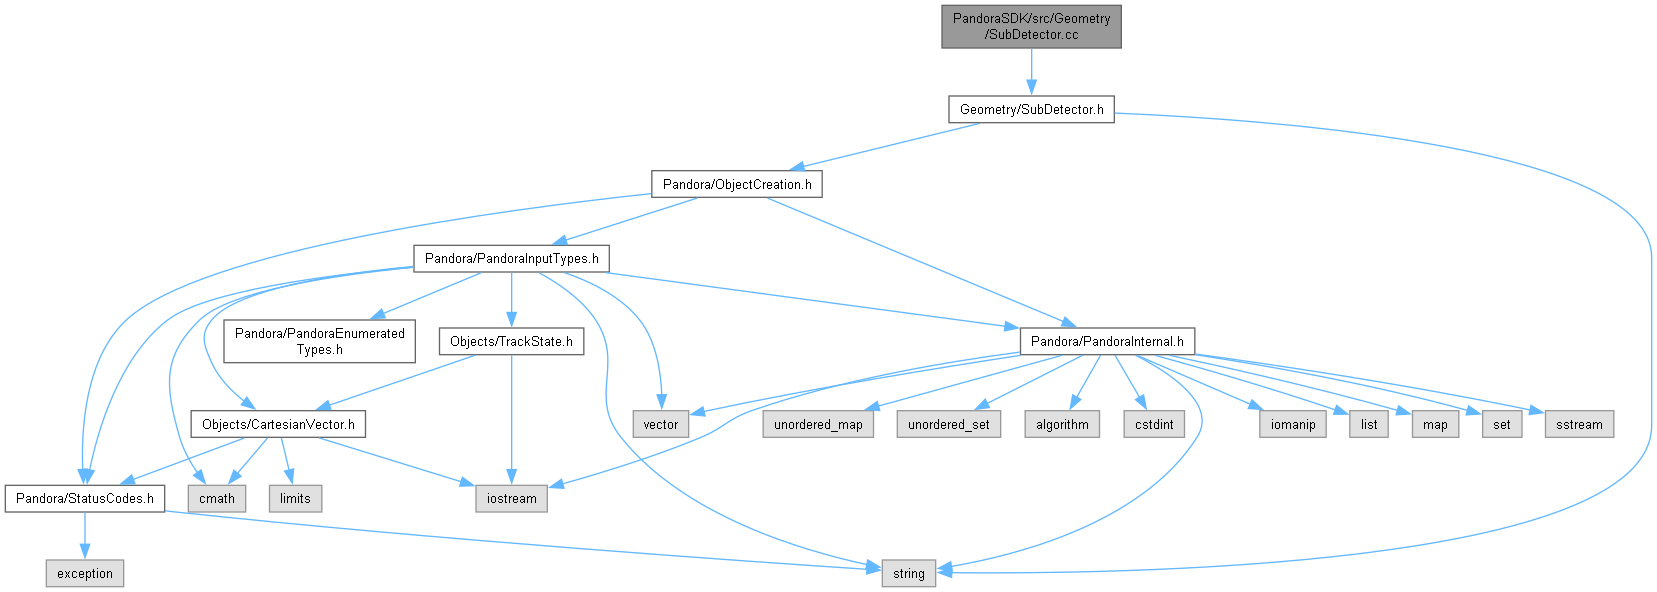 PandoraSDK/src/Geometry
/SubDetector.cc
Geometry/SubDetector.h
Pandora/ObjectCreation.h
Pandora/PandoraInputTypes.h
Pandora/PandoraEnumerated
Types.h
Objects/TrackState.h
Pandora/PandoraInternal.h
Objects/CartesianVector.h
vector
unordered_map
unordered_set
algorithm
cstdint
iomanip
list
map
set
sstream
Pandora/StatusCodes.h
cmath
limits
iostream
exception
string